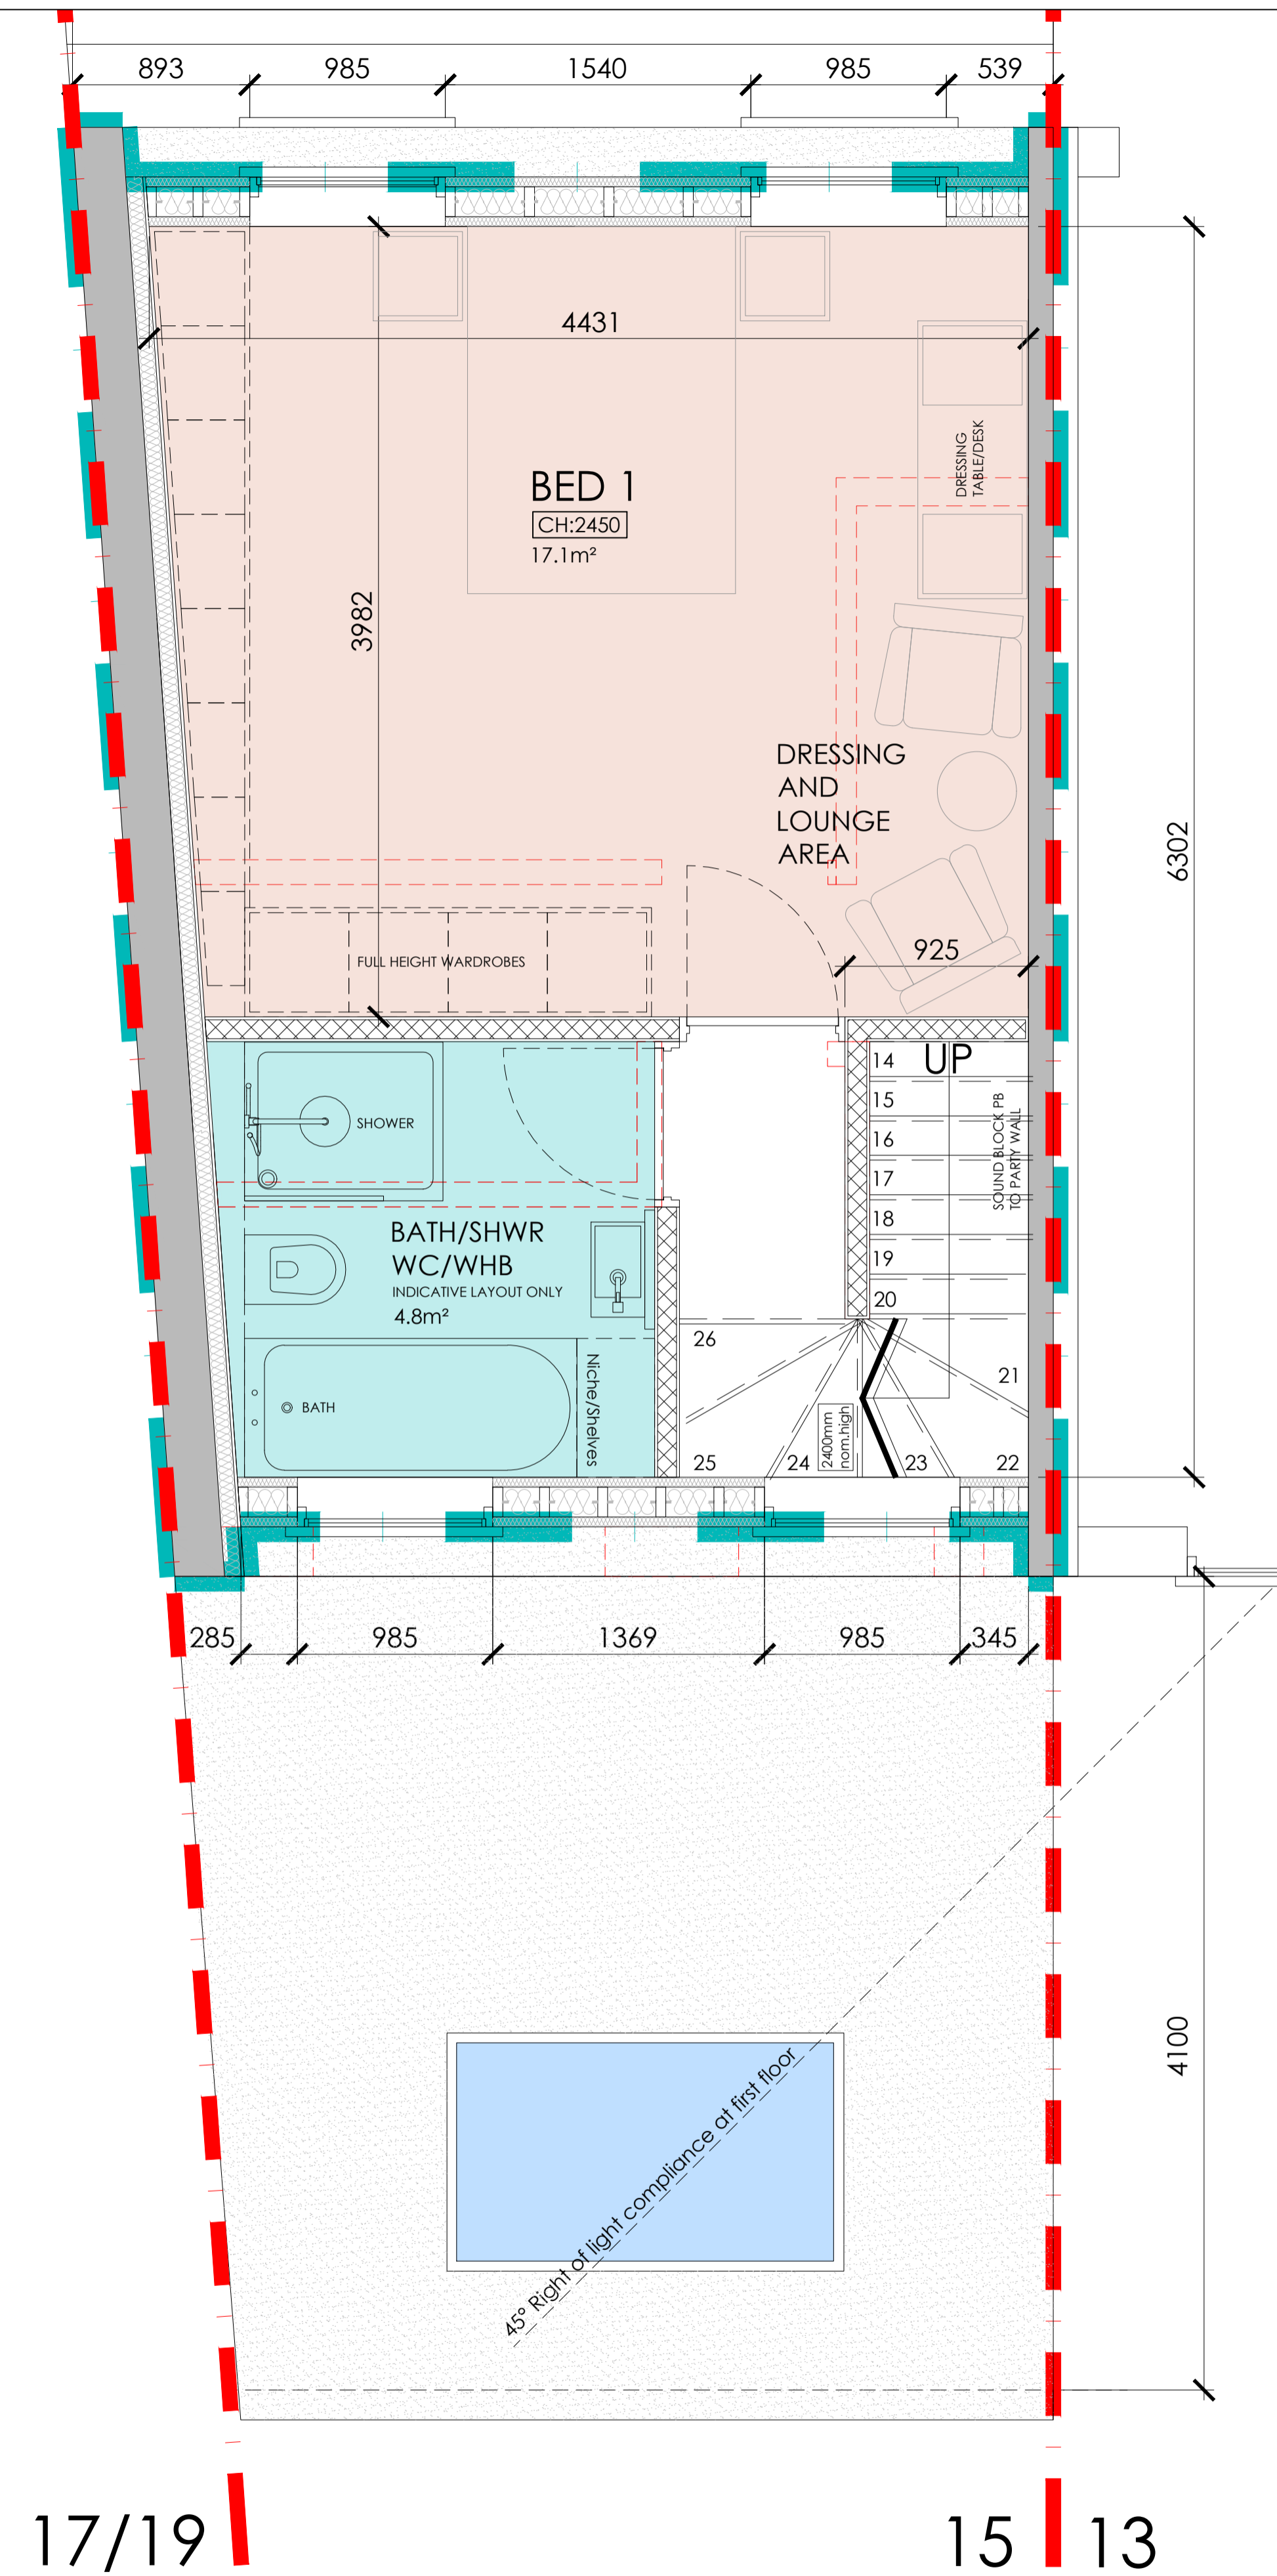 893
985
1540
985
539
4431
DRESSING
TABLE/DESK
BED 1
CH:2450
17.1m²
3982
DRESSING
AND
LOUNGE
AREA
6302
925
FULL HEIGHT WARDROBES
UP
14
15
16
17
18
19
20
SOUND BLOCK PB
TO PARTY WALL
SHOWER
BATH/SHWR
WC/WHB
INDICATIVE LAYOUT ONLY
4.8m²
26
21
Niche/Shelves
BATH
2400mm
nom.high
25
24
23
22
285
985
1369
985
345
4100
45° Right of light compliance at first floor
17/19
15
13